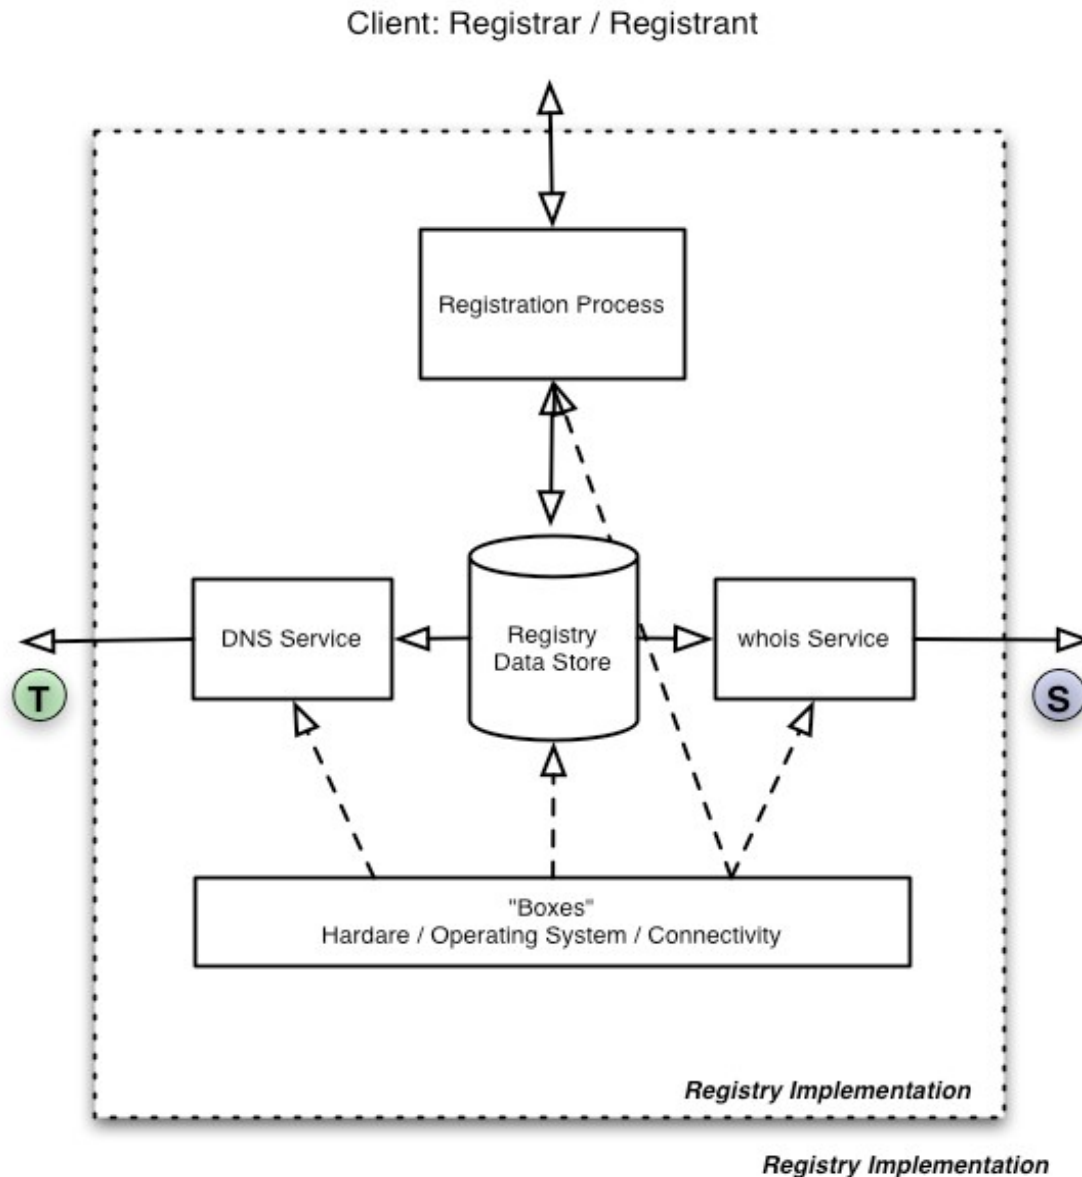 Client: Registrar / Registrant
Registration Process
DNS Service
Registry
Data Store
whois Service
T
S
"Boxes"
Hardare / Operating System / Connectivity
Registry Implementation
Registry Implementation